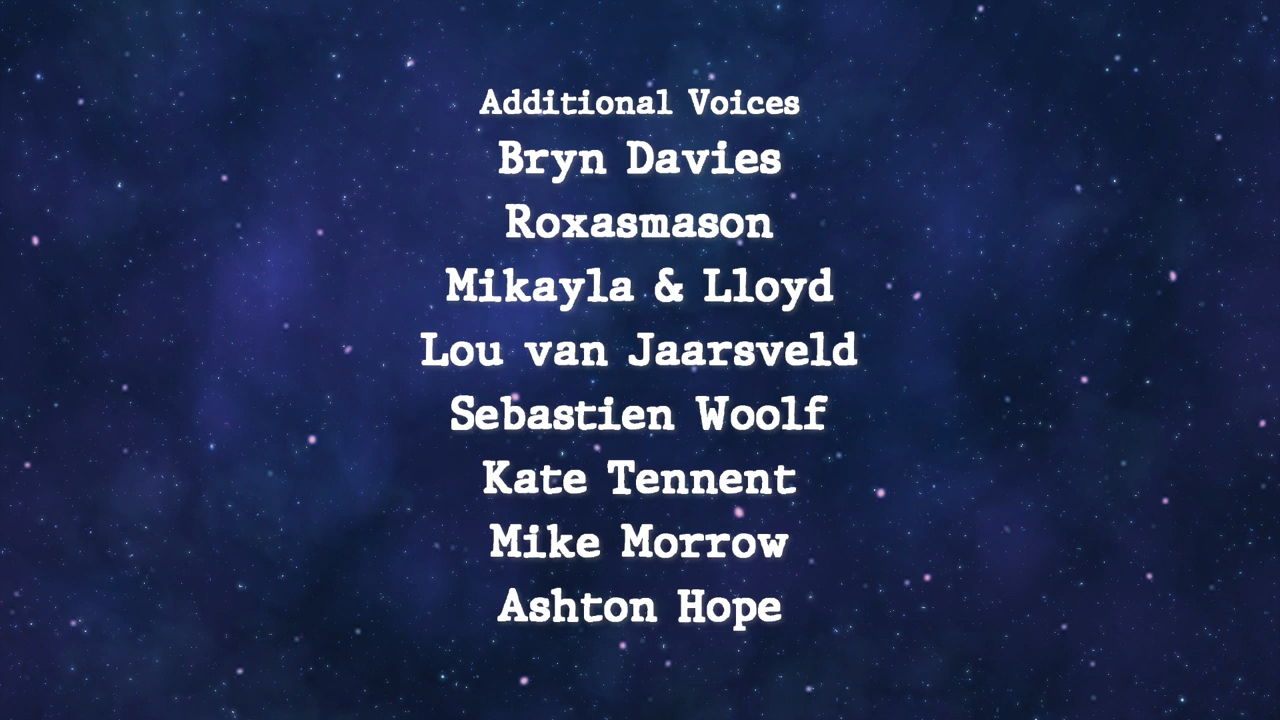 Additional Voices
Bryn Davies
Roxasmason
Mikayla & Lloyd
Lou van Jaarsveld
Sebastien Woolf
Kate Tennent
Mike Morrow
Ashton Hope